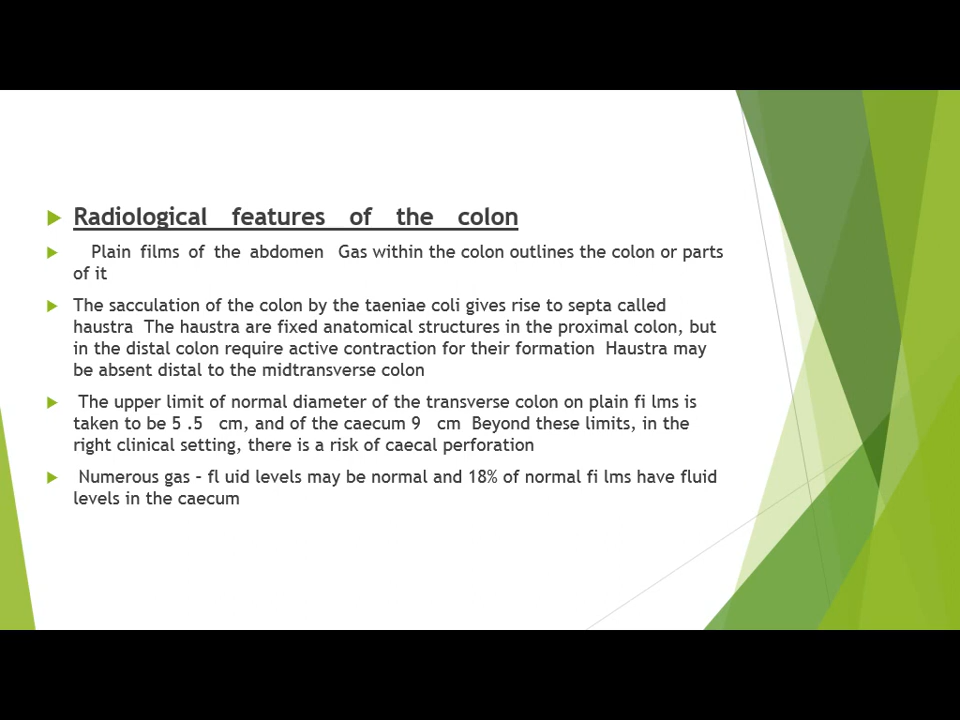 Radiological features of the colon
Plain films of the abdomen Gas within the colon outlines the colon or parts
of it
The sacculation of the colon by the taeniae coli gives rise to septa called
haustra The haustra are fixed anatomical structures in the proximal colon, but
in the distal colon require active contraction for their formation Haustra may
be absent distal to the midtransverse colon
The upper limit of normal diameter of the transverse colon on plain fi lms is
taken to be 5 .5 cm, and of the caecum 9 cm Beyond these limits, in the
right clinical setting, there is a risk of caecal perforation
Numerous gas – fl uid levels may be normal and 18% of normal fi lms have fluid
levels in the caecum